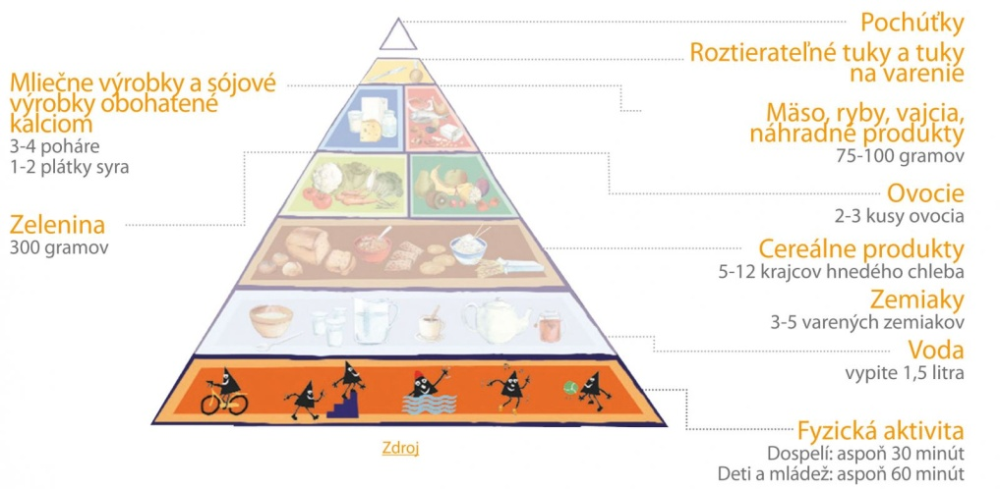 Pochúťky
Roztierateľné tuky a tuky
na varenie
Mliečne výrobky a sójové
výrobky obohatené
kalciom
3-4 poháre
1-2 plátky syra
Mäso, ryby, vajcia,
náhradné produkty
75-100 gramov
Ovocie
2-3 kusy ovocia
Zelenina
300 gramov
Cereálne produkty
5-12 krajcov hnedého chleba
Zemiaky
3-5 varených zemiakov
Voda
vypite 1,5 litra
Fyzická aktivita
Dospelí: aspoň 30 minút
Deti a mládež: aspoň 60 minút
Zdroj